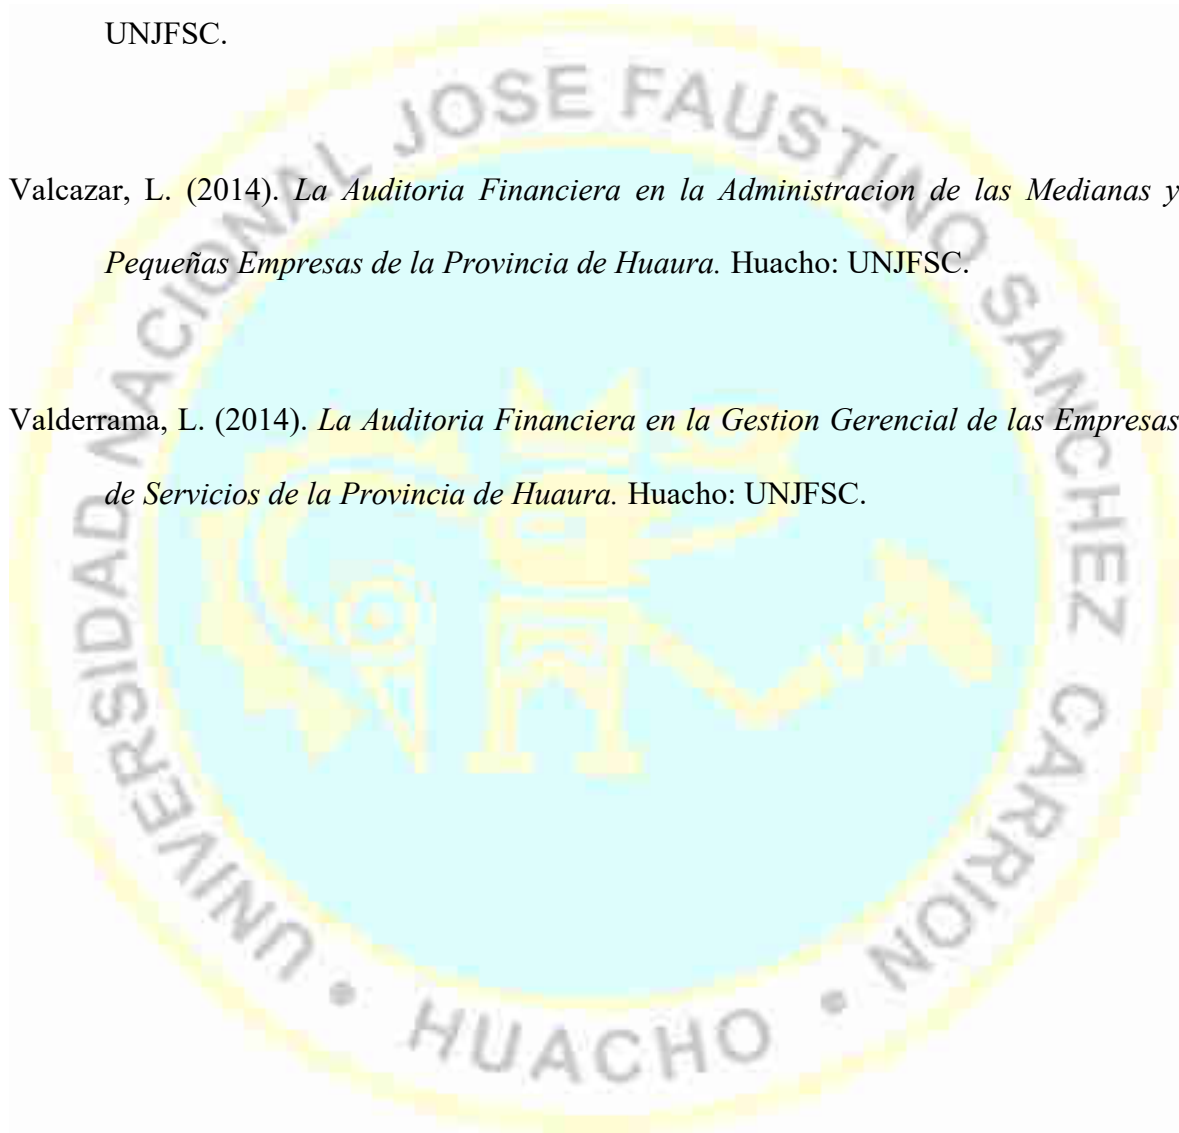 UNJFSC.
Valcazar, L. (2014). La Auditoria Financiera en la Administracion de las Medianas y
Pequeñas Empresas de la Provincia de Huaura. Huacho: UNJFSC.
Valderrama, L. (2014). La Auditoria Financiera en la Gestion Gerencial de las Empresas
de Servicios de la Provincia de Huaura. Huacho: UNJFSC.
UNIVERSIDAD NACIONAL JOSE FAUSTINO SANCHEZ CARRION • HUACHO •